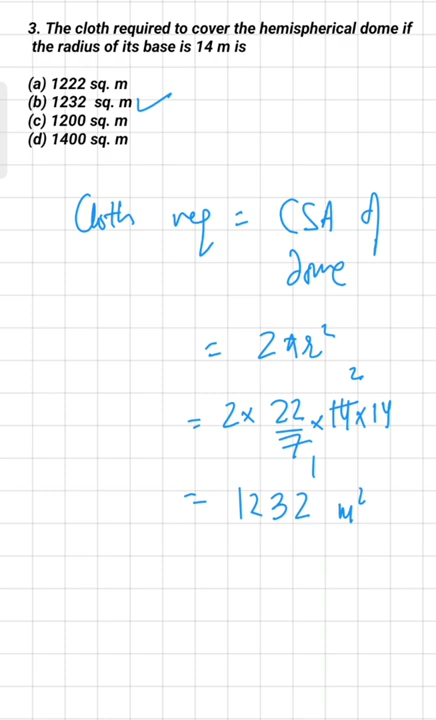 3. The cloth required to cover the hemispherical dome if
the radius of its base is 14 m is
(a) 1222 sq. m
(b) 1232 sq. m ✓
(c) 1200 sq. m
(d) 1400 sq. m
Cloth req = CSA of
dome
= 2πr²
2
= 2 × 22/7 × 14 × 14
1
= 1232 m²